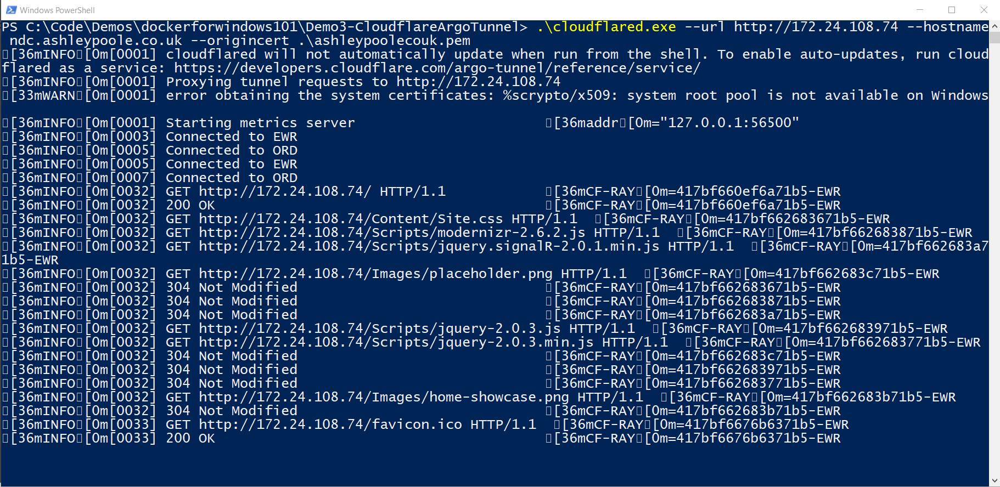 Windows PowerShell
PS C:\Code\Demos\dockerforwindows101\Demo3-CloudflareArgoTunnel> .\cloudflared.exe --url http://172.24.108.74 --hostname
 ndc.ashleypoole.co.uk --origincert .\ashleypoolecouk.pem
[36mINFO[0m[0001] cloudflared will not automatically update when run from the shell. To enable auto-updates, run cloud
flared as a service: https://developers.cloudflare.com/argo-tunnel/reference/service/
[36mINFO[0m[0001] Proxying tunnel requests to http://172.24.108.74
[33mWARN[0m[0001] error obtaining the system certificates: %scrypto/x509: system root pool is not available on Windows
[36mINFO[0m[0001] Starting metrics server [36maddr[0m="127.0.0.1:56500"
[36mINFO[0m[0003] Connected to EWR
[36mINFO[0m[0005] Connected to ORD
[36mINFO[0m[0005] Connected to EWR
[36mINFO[0m[0007] Connected to ORD
[36mINFO[0m[0032] GET http://172.24.108.74/ HTTP/1.1 [36mCF-RAY[0m=417bf660ef6a71b5-EWR
[36mINFO[0m[0032] 200 OK [36mCF-RAY[0m=417bf660ef6a71b5-EWR
[36mINFO[0m[0032] GET http://172.24.108.74/Content/Site.css HTTP/1.1 [36mCF-RAY[0m=417bf662683671b5-EWR
[36mINFO[0m[0032] GET http://172.24.108.74/Scripts/modernizr-2.6.2.js HTTP/1.1 [36mCF-RAY[0m=417bf662683871b5-EWR
[36mINFO[0m[0032] GET http://172.24.108.74/Scripts/jquery.signalR-2.0.1.min.js HTTP/1.1 [36mCF-RAY[0m=417bf662683a7
1b5-EWR
[36mINFO[0m[0032] GET http://172.24.108.74/Images/placeholder.png HTTP/1.1 [36mCF-RAY[0m=417bf662683c71b5-EWR
[36mINFO[0m[0032] 304 Not Modified [36mCF-RAY[0m=417bf662683671b5-EWR
[36mINFO[0m[0032] 304 Not Modified [36mCF-RAY[0m=417bf662683871b5-EWR
[36mINFO[0m[0032] 304 Not Modified [36mCF-RAY[0m=417bf662683a71b5-EWR
[36mINFO[0m[0032] GET http://172.24.108.74/Scripts/jquery-2.0.3.js HTTP/1.1 [36mCF-RAY[0m=417bf662683971b5-EWR
[36mINFO[0m[0032] GET http://172.24.108.74/Scripts/jquery-2.0.3.min.js HTTP/1.1 [36mCF-RAY[0m=417bf662683771b5-EWR
[36mINFO[0m[0032] 304 Not Modified [36mCF-RAY[0m=417bf662683c71b5-EWR
[36mINFO[0m[0032] 304 Not Modified [36mCF-RAY[0m=417bf662683971b5-EWR
[36mINFO[0m[0032] 304 Not Modified [36mCF-RAY[0m=417bf662683771b5-EWR
[36mINFO[0m[0032] GET http://172.24.108.74/Images/home-showcase.png HTTP/1.1 [36mCF-RAY[0m=417bf662683b71b5-EWR
[36mINFO[0m[0032] 304 Not Modified [36mCF-RAY[0m=417bf662683b71b5-EWR
[36mINFO[0m[0033] GET http://172.24.108.74/favicon.ico HTTP/1.1 [36mCF-RAY[0m=417bf6676b6371b5-EWR
[36mINFO[0m[0033] 200 OK [36mCF-RAY[0m=417bf6676b6371b5-EWR